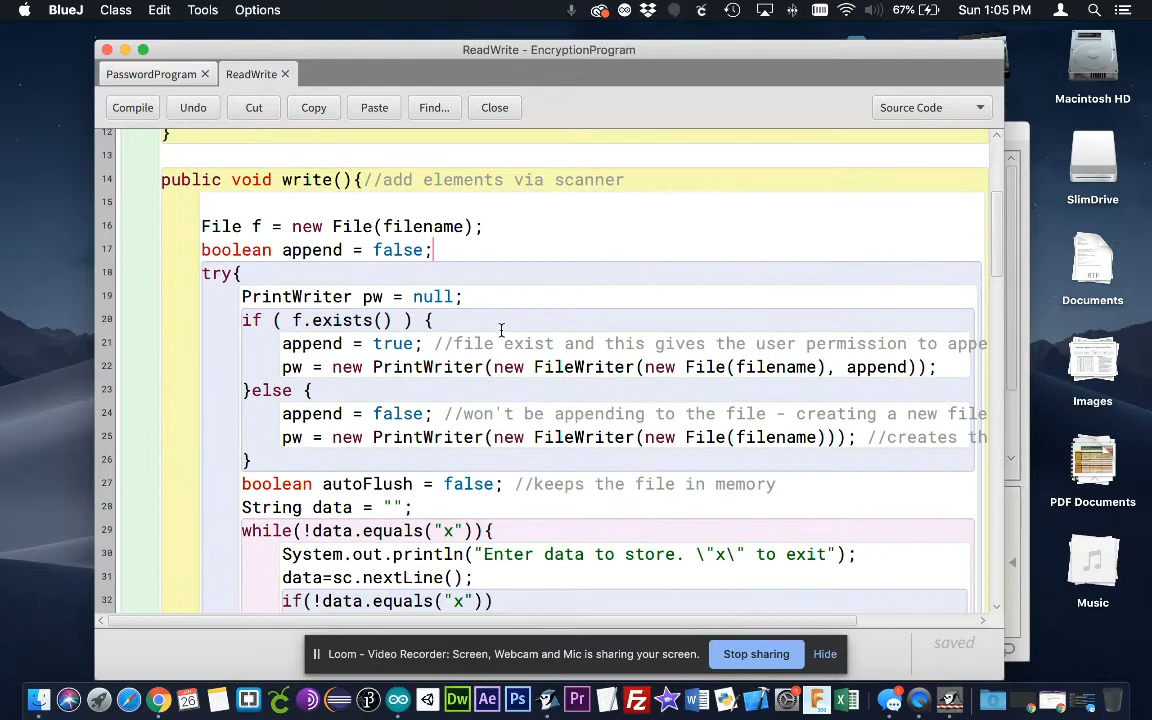 BlueJ Class Edit Tools Options 67% Sun 1:05 PM
ReadWrite - EncryptionProgram
PasswordProgram ReadWrite
Compile Undo Cut Copy Paste Find... Close Source Code
Macintosh HD
12 }
13
14 public void write(){//add elements via scanner
15
16 File f = new File(filename);
17 boolean append = false;
18 try{
19 PrintWriter pw = null;
20 if ( f.exists() ) {
21 append = true; //file exist and this gives the user permission to appe
22 pw = new PrintWriter(new FileWriter(new File(filename), append));
23 }else {
24 append = false; //won't be appending to the file - creating a new file
25 pw = new PrintWriter(new FileWriter(new File(filename))); //creates th
26 }
27 boolean autoFlush = false; //keeps the file in memory
28 String data = "";
29 while(!data.equals("x")){
30 System.out.println("Enter data to store. \"x\" to exit");
31 data=sc.nextLine();
32 if(!data.equals("x"))
SlimDrive
RTF
Documents
Images
PDF Documents
Music
saved
Loom - Video Recorder: Screen, Webcam and Mic is sharing your screen. Stop sharing Hide
26
Dw Ae Ps Pr Fz